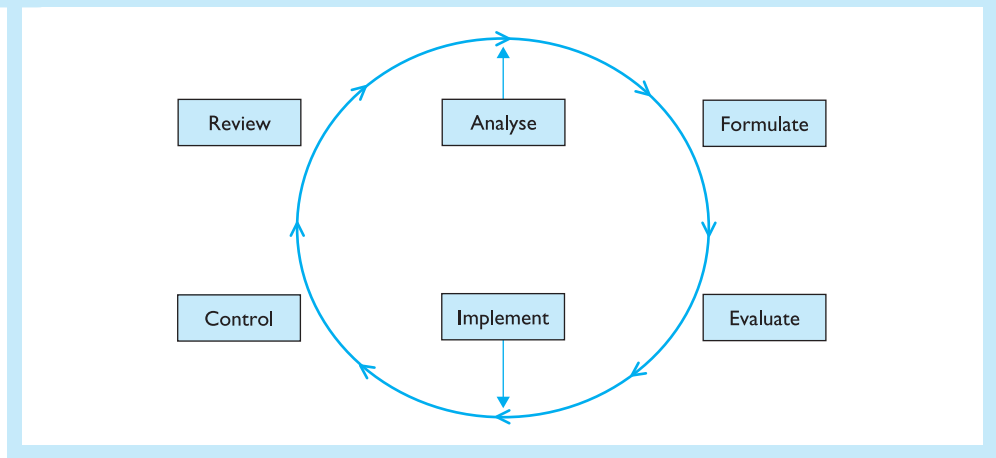 Review
Analyse
Formulate
Control
Implement
Evaluate